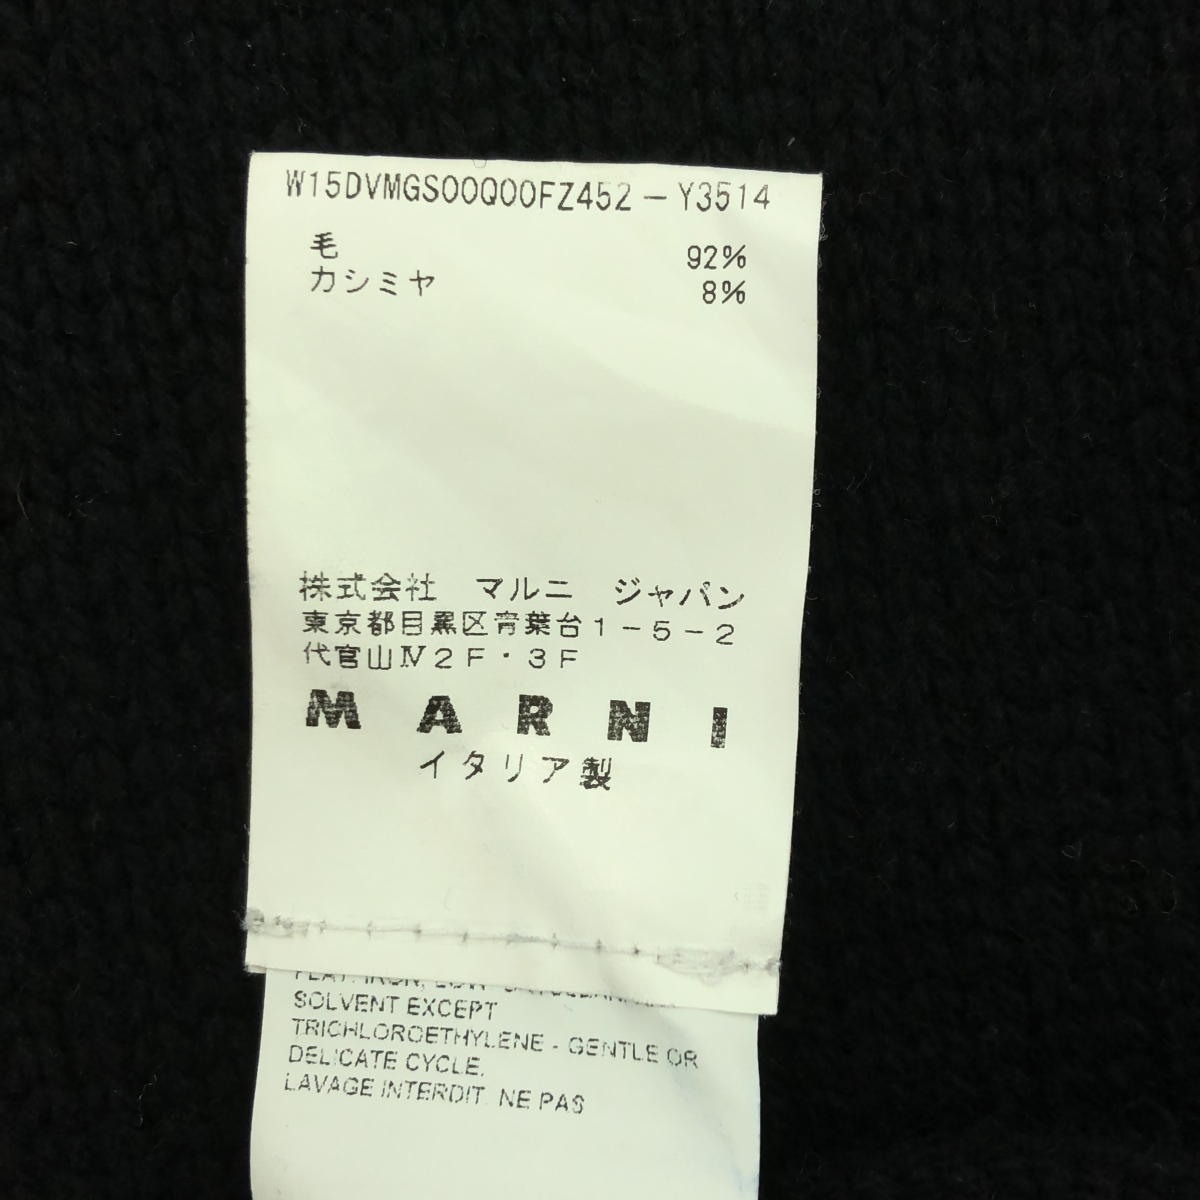 W15DVMGS00Q00FZ452－Y3514
毛 92%
カシミヤ 8%
株式会社　マルニ　ジャパン
東京都目黒区青葉台１－５－２
代官山Ⅳ２Ｆ・３Ｆ
MARNI
イタリア製
SOLVENT EXCEPT
TRICHLOROETHYLENE - GENTLE OR
DELICATE CYCLE.
LAVAGE INTERDIT. NE PAS